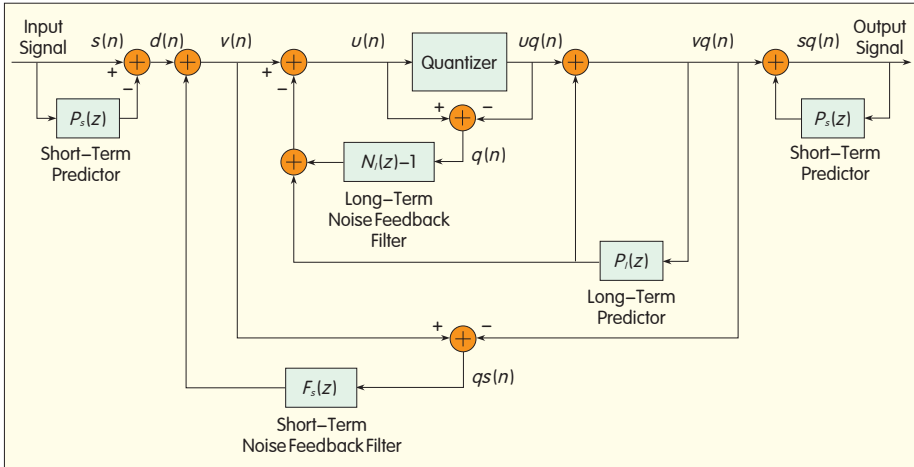 Input
Signal
s(n)
d(n)
v(n)
u(n)
uq(n)
vq(n)
sq(n)
Output
Signal
Quantizer
+
−
+
−
+
−
Pₛ(z)
Short–Term
Predictor
q(n)
Nₗ(z)–1
Long–Term
Noise Feedback
Filter
Pₛ(z)
Short–Term
Predictor
Pₗ(z)
Long–Term
Predictor
+
−
qs(n)
Fₛ(z)
Short–Term
Noise Feedback Filter